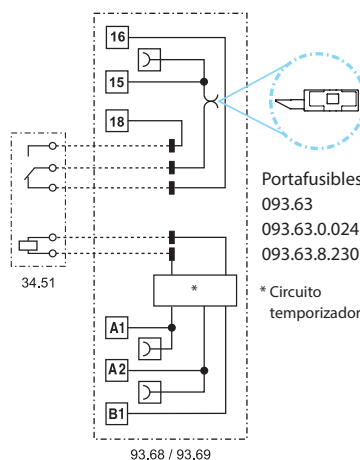 16
15
18
34.51
Portafusibles
093.63
093.63.0.024
093.63.8.230
* Circuito
temporizador
*
A1
A2
B1
93.68 / 93.69